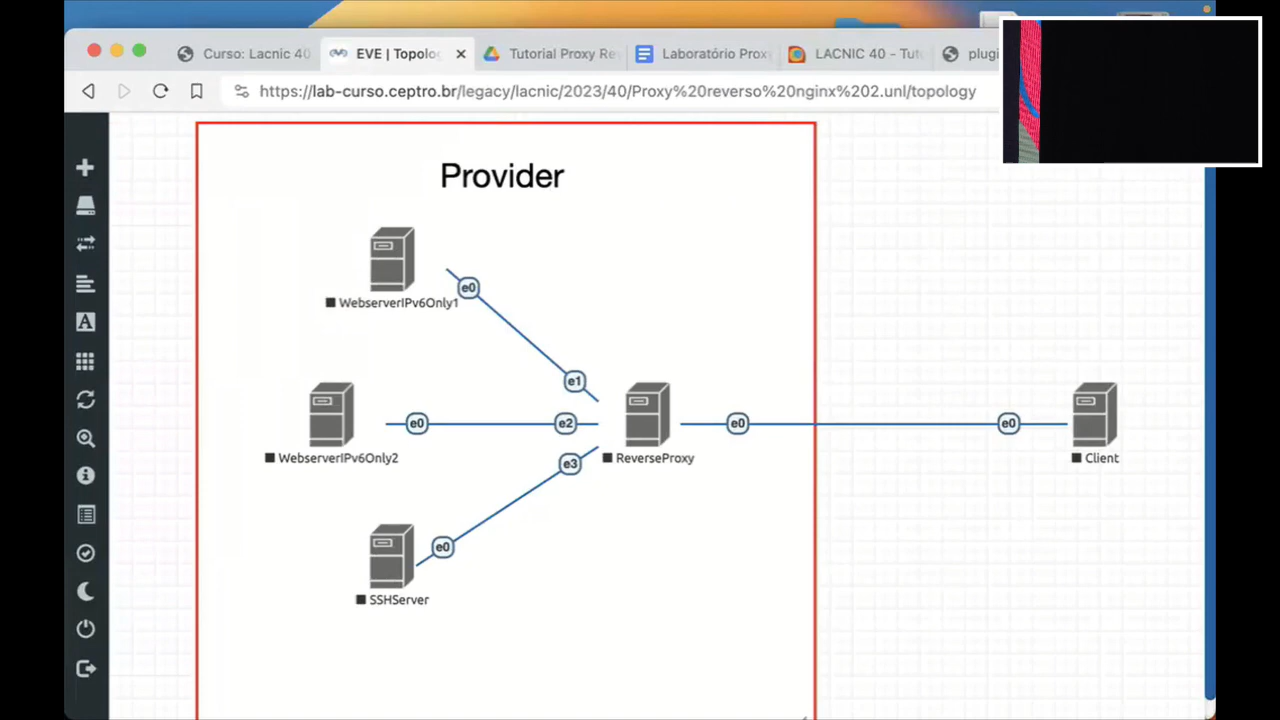 Curso: Lacnic 40
EVE | Topolo
Tutorial Proxy Re
Laboratório Prox
LACNIC 40 - Tut
plugi
https://lab-curso.ceptro.br/legacy/lacnic/2023/40/Proxy%20reverso%20nginx%202.unl/topology
Provider
WebserverIPv6Only1
e0
e1
WebserverIPv6Only2
e0
e2
ReverseProxy
e0
e0
Client
e3
e0
SSHServer
A